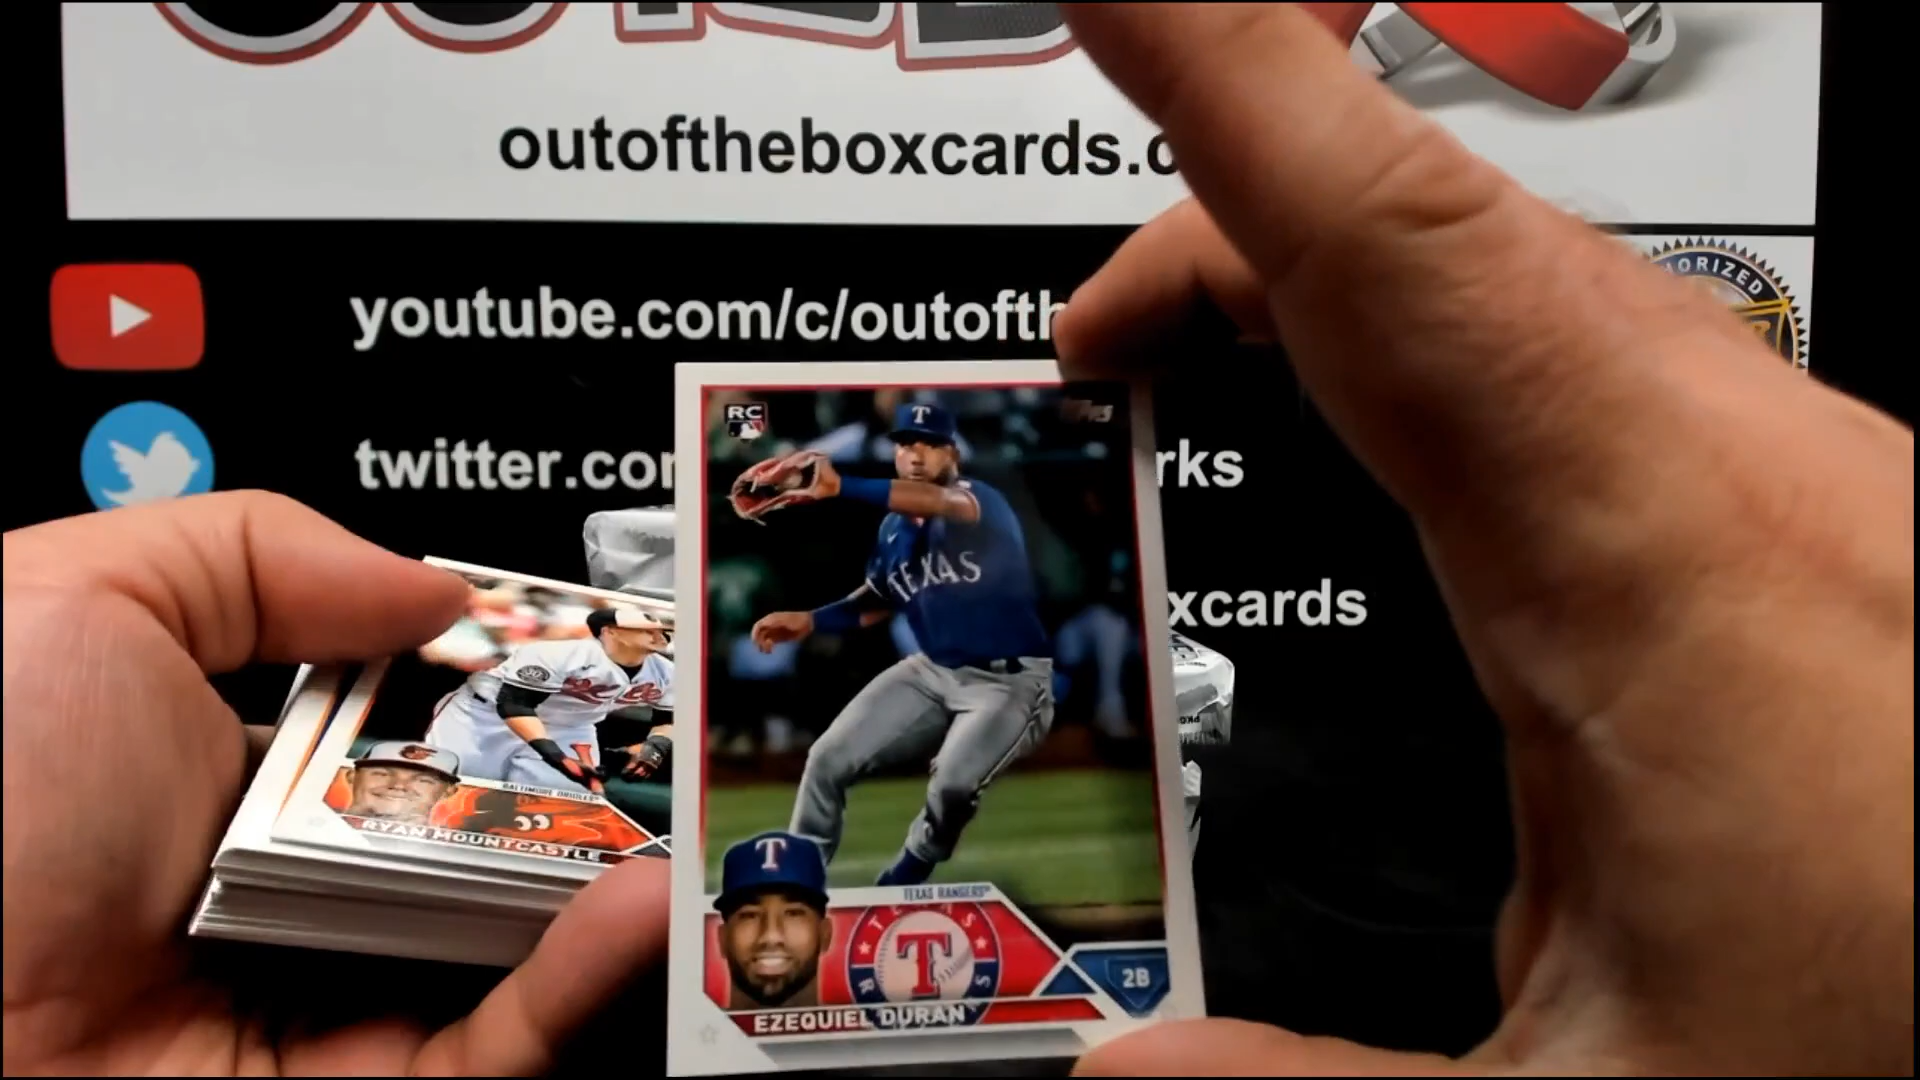 outoftheboxcards.c
youtube.com/c/outofth
twitter.co
rks
xcards
ORIZED
RC
TOPPS
T
TEXAS
T
TEXAS RANGERS
T
2B
EZEQUIEL DURAN
BALTIMORE ORIOLES
RYAN MOUNTCASTLE